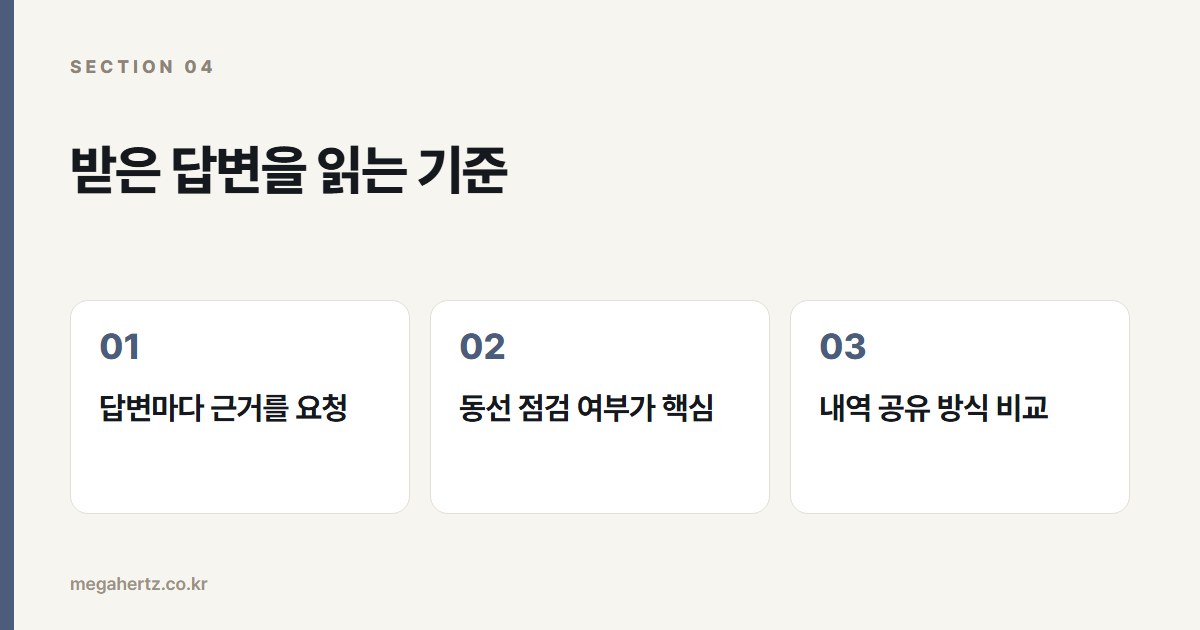 SECTION 04
받은 답변을 읽는 기준
01
답변마다 근거를 요청
02
동선 점검 여부가 핵심
03
내역 공유 방식 비교
megahertz.co.kr